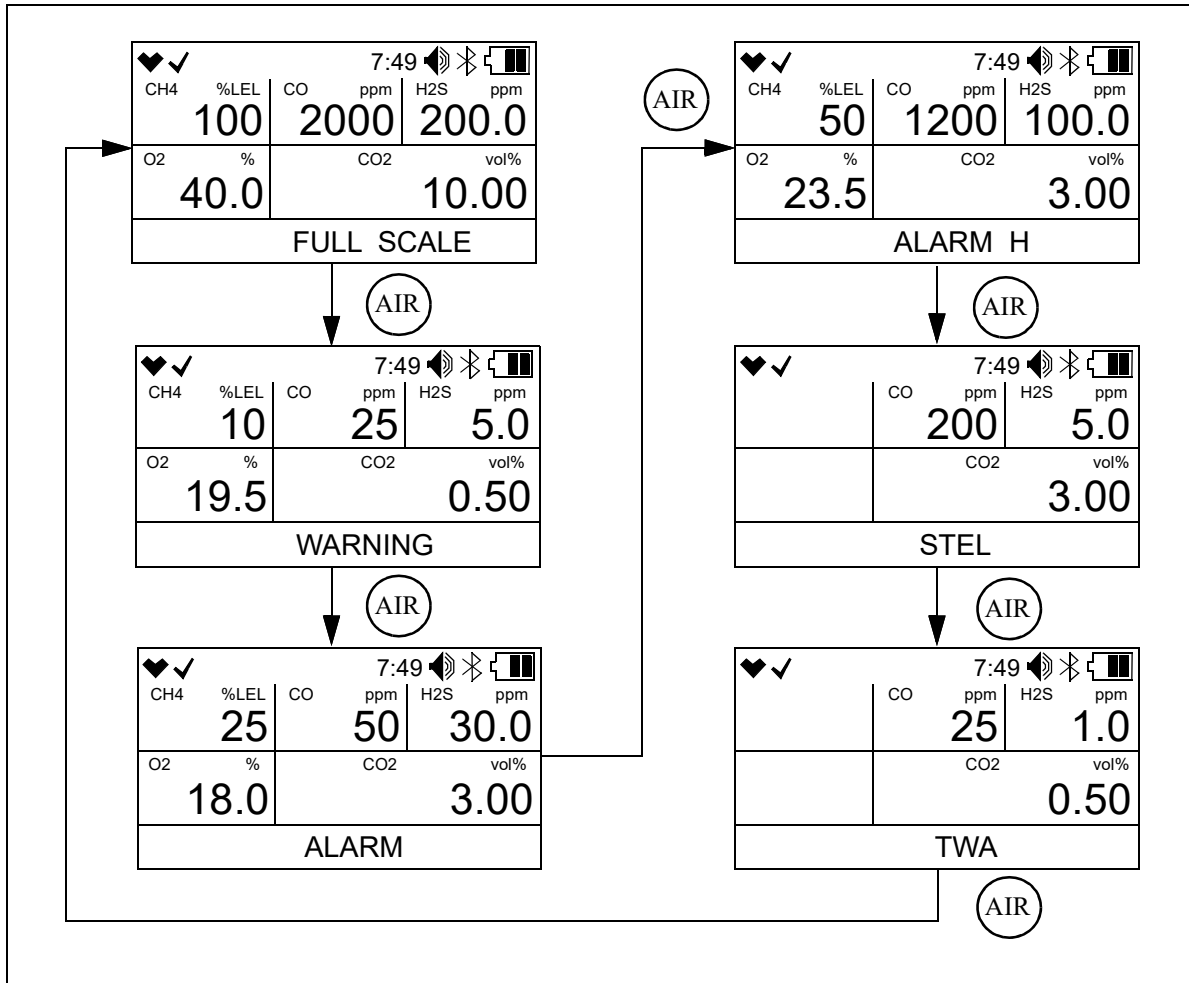 7:49
CH4 %LEL CO ppm H2S ppm
100 2000 200.0
O2 % CO2 vol%
40.0 10.00
FULL SCALE
AIR
7:49
CH4 %LEL CO ppm H2S ppm
10 25 5.0
O2 % CO2 vol%
19.5 0.50
WARNING
AIR
7:49
CH4 %LEL CO ppm H2S ppm
25 50 30.0
O2 % CO2 vol%
18.0 3.00
ALARM
AIR
7:49
CH4 %LEL CO ppm H2S ppm
50 1200 100.0
O2 % CO2 vol%
23.5 3.00
ALARM H
AIR
7:49
CO ppm H2S ppm
200 5.0
CO2 vol%
3.00
STEL
AIR
7:49
CO ppm H2S ppm
25 1.0
CO2 vol%
0.50
TWA
AIR